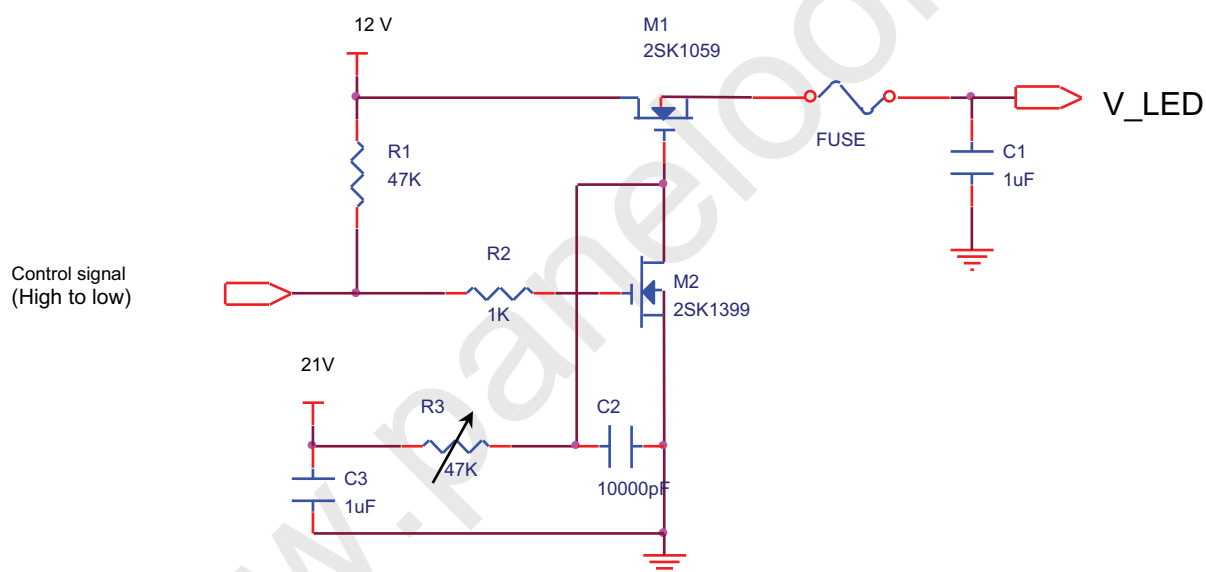 12 V
M1
2SK1059
V_LED
FUSE
R1
47K
C1
1uF
Control signal
(High to low)
R2
1K
M2
2SK1399
21V
R3
47K
C2
10000pF
C3
1uF
w.paneloo